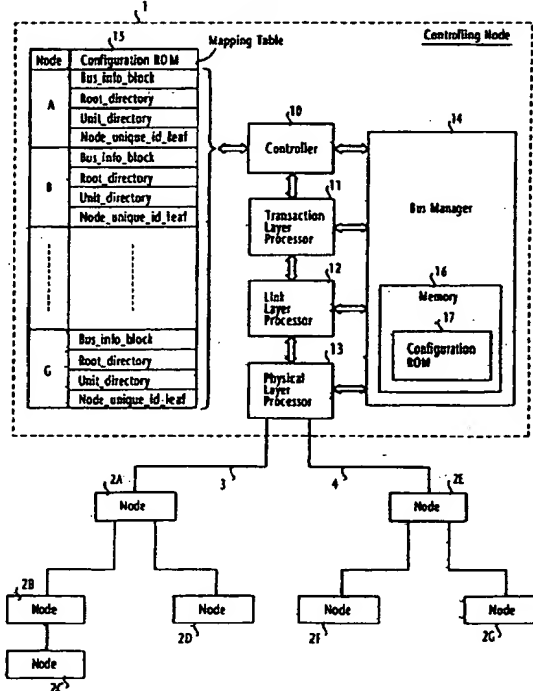 1
Controlling Node
15
Mapping Table
Node Configuration ROM
A
Bus_info_block
Root_directory
Unit_directory
Node_unique_id_leaf
B
Bus_info_block
Root_directory
Unit_directory
Node_unique_id_leaf
G
Bus_info_block
Root_directory
Unit_directory
Node_unique_id_leaf
10
Controller
11
Transaction
Layer
Processor
12
Link
Layer
Processor
13
Physical
Layer
Processor
14
Bus Manager
16
Memory
17
Configuration
ROM
3
4
2A
Node
2E
Node
2B
Node
Node
2D
Node
2F
Node
2G
Node
2C